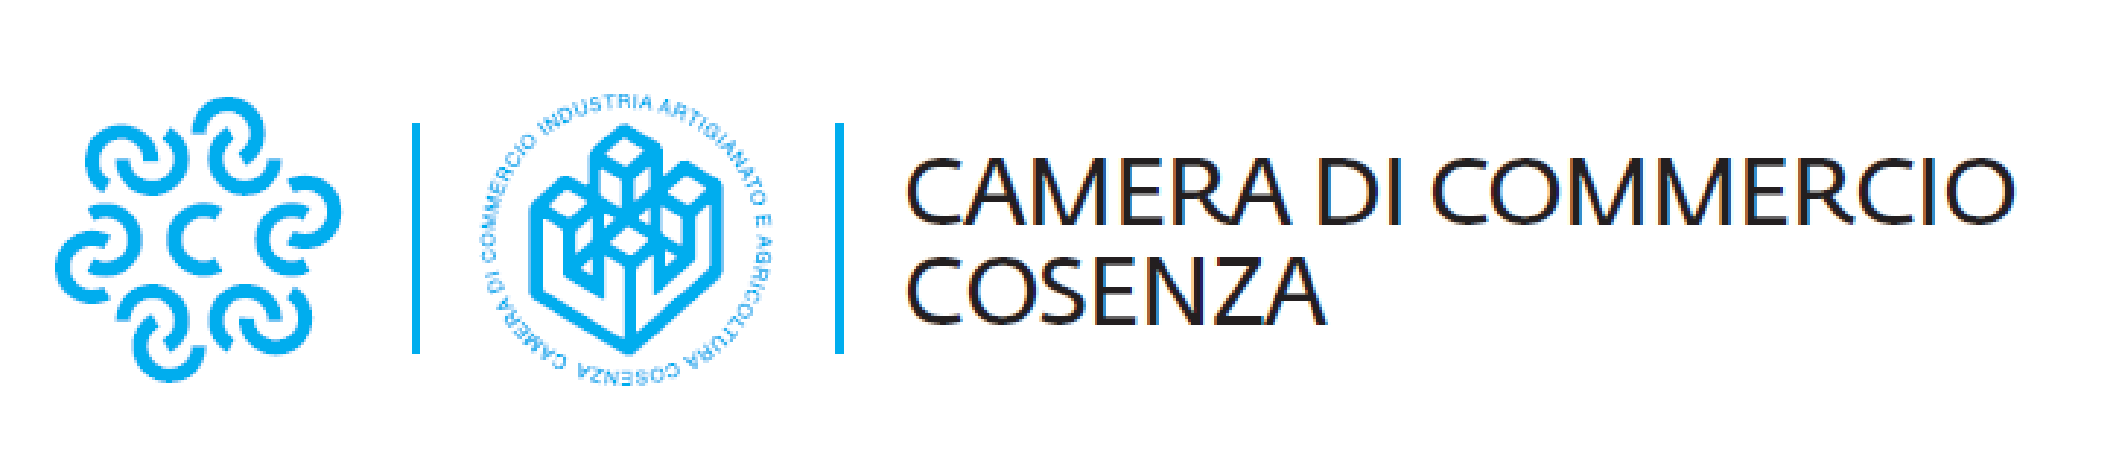 CAMERA DI COMMERCIO INDUSTRIA ARTIGIANATO E AGRICOLTURA COSENZA
CAMERA DI COMMERCIO
COSENZA